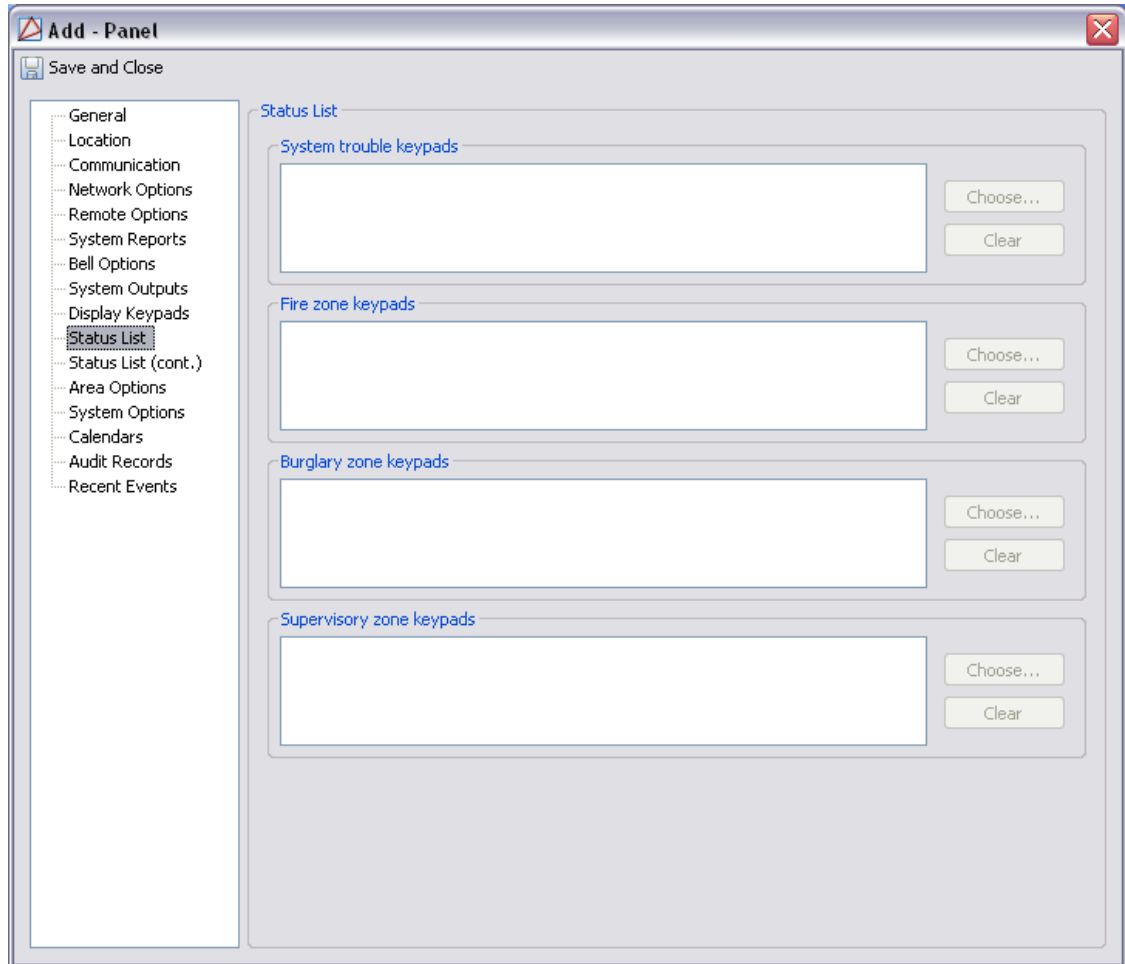 Add - Panel
Save and Close
General
Location
Communication
Network Options
Remote Options
System Reports
Bell Options
System Outputs
Display Keypads
Status List
Status List (cont.)
Area Options
System Options
Calendars
Audit Records
Recent Events
Status List
System trouble keypads
Choose...
Clear
Fire zone keypads
Choose...
Clear
Burglary zone keypads
Choose...
Clear
Supervisory zone keypads
Choose...
Clear